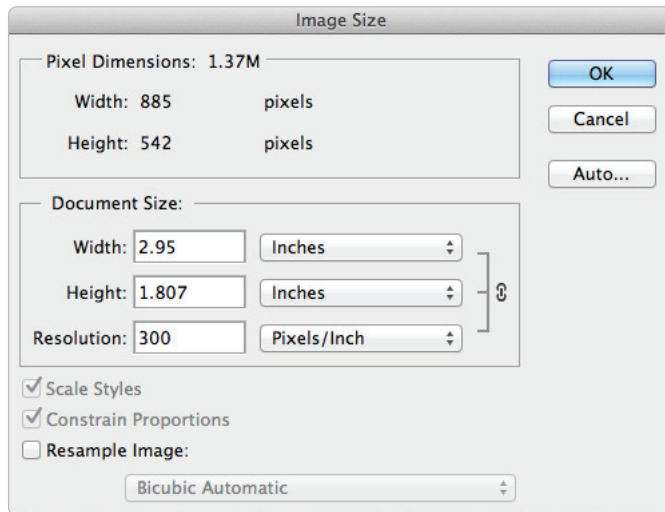 Image Size
Pixel Dimensions: 1.37M
Width: 885 pixels
Height: 542 pixels
OK
Cancel
Auto...
Document Size:
Width: 2.95 Inches
Height: 1.807 Inches
Resolution: 300 Pixels/Inch
Scale Styles
Constrain Proportions
Resample Image:
Bicubic Automatic